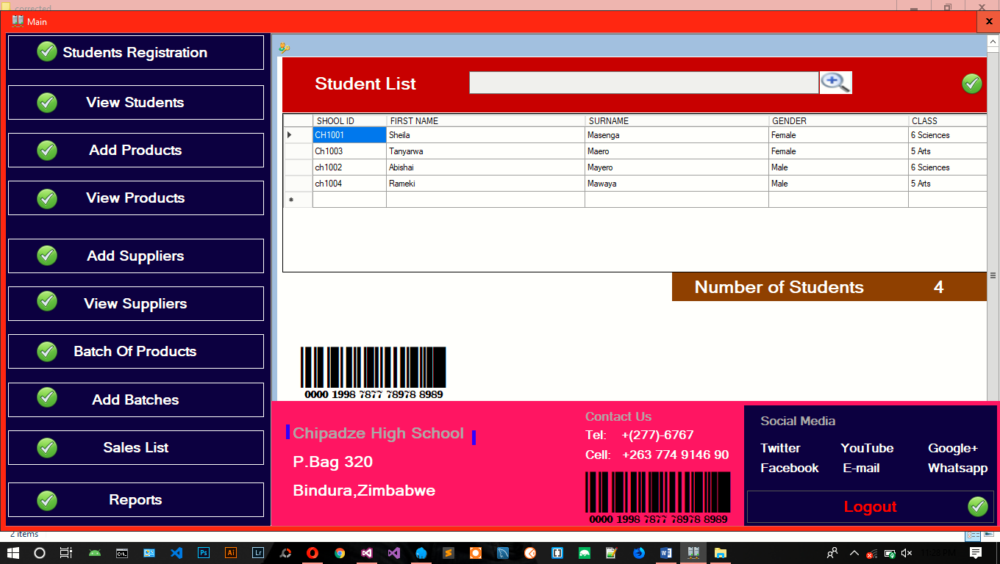 corrected
Main
Students Registration
View Students
Add Products
View Products
Add Suppliers
View Suppliers
Batch Of Products
Add Batches
Sales List
Reports
Student List
SHOOL ID FIRST NAME SURNAME GENDER CLASS
CH1001 Sheila Masenga Female 6 Sciences
Ch1003 Tanyarwa Maero Female 5 Arts
ch1002 Abishai Mayero Male 6 Sciences
ch1004 Rameki Mawaya Male 5 Arts
Number of Students 4
0000 1998 7877 78978 8989
Chipadze High School
P.Bag 320
Bindura,Zimbabwe
Contact Us
Tel: +(277)-6767
Cell: +263 774 9146 90
0000 1998 7877 78978 8989
Social Media
Twitter YouTube Google+
Facebook E-mail Whatsapp
Logout
2 items
Ps Ai Lr